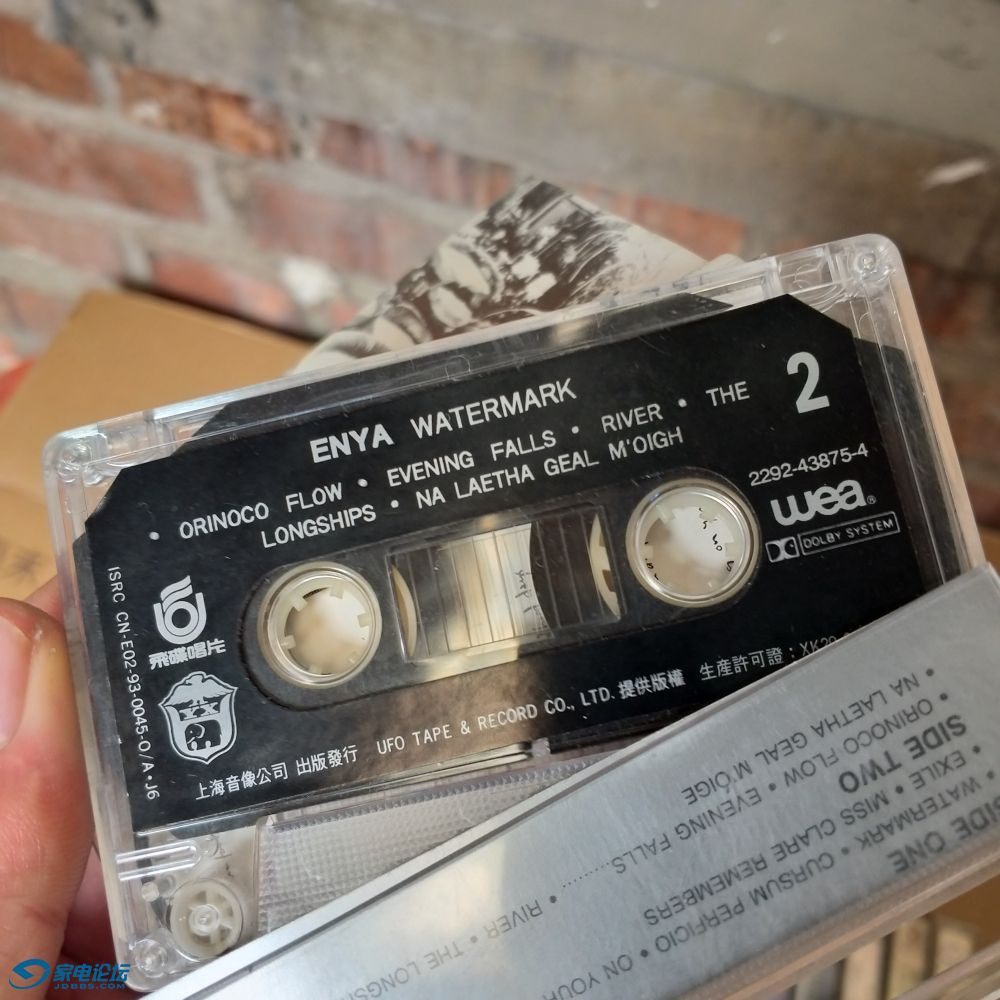 ENYA WATERMARK
2
• ORINOCO FLOW • EVENING FALLS • RIVER • THE
LONGSHIPS • NA LAETHA GEAL M'OIGH
2292-43875-4
wea®
DOLBY SYSTEM
飛碟唱片
YX
ISRC CN-E02-93-0045-0/A•J6
上海音像公司 出版發行 UFO TAPE & RECORD CO., LTD. 提供版權 生産許可證：XK29
SIDE ONE
WATERMARK • CURSUM PERFICIO • ON YOUR
EXILE • MISS CLARE REMEMBERS
SIDE TWO
• ORINOCO FLOW • EVENING FALLS.......... • RIVER • THE
• NA LAETHA GEAL M'OIGE
家电论坛
JDBBS.COM